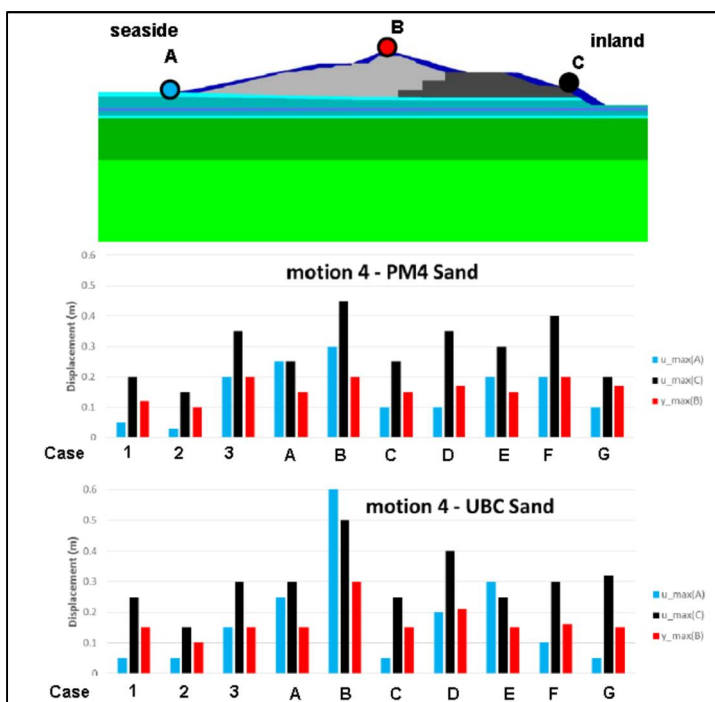 seaside
B
inland
A
C
motion 4 - PM4 Sand
Displacement (m)
0.6
0.5
0.4
0.3
0.2
0.1
0
u_max(A)
u_max(C)
y_max(B)
Case 1 2 3 A B C D E F G
motion 4 - UBC Sand
Displacement (m)
0.6
0.5
0.4
0.3
0.2
0.1
0
u_max(A)
u_max(C)
y_max(B)
Case 1 2 3 A B C D E F G